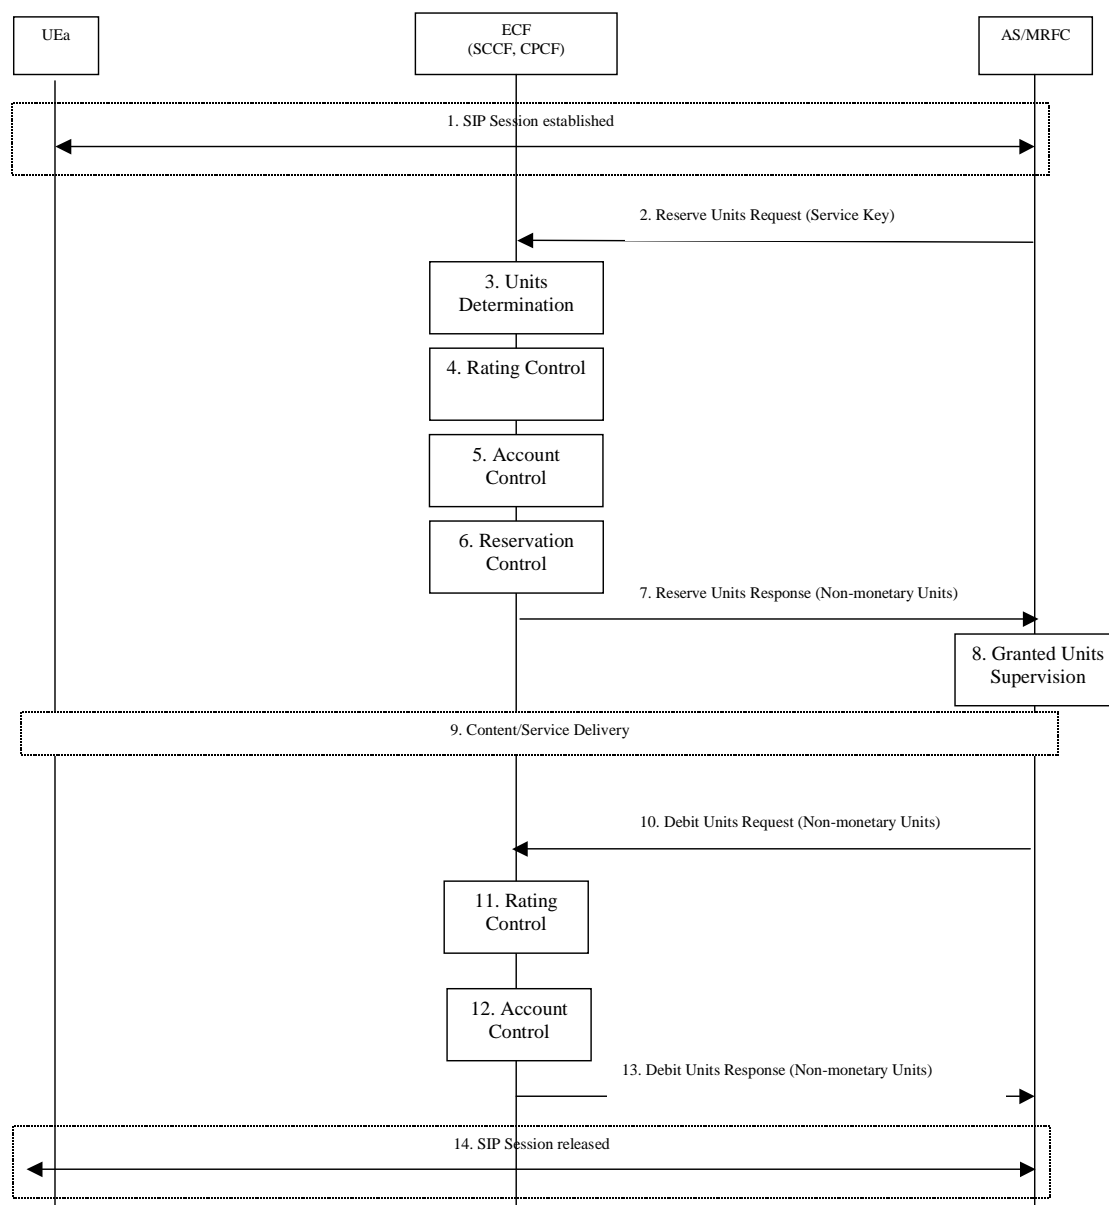 UEa
ECF
(SCCF, CPCF)
AS/MRFC
1. SIP Session established
2. Reserve Units Request (Service Key)
3. Units
Determination
4. Rating Control
5. Account
Control
6. Reservation
Control
7. Reserve Units Response (Non-monetary Units)
8. Granted Units
Supervision
9. Content/Service Delivery
10. Debit Units Request (Non-monetary Units)
11. Rating
Control
12. Account
Control
13. Debit Units Response (Non-monetary Units)
14. SIP Session released